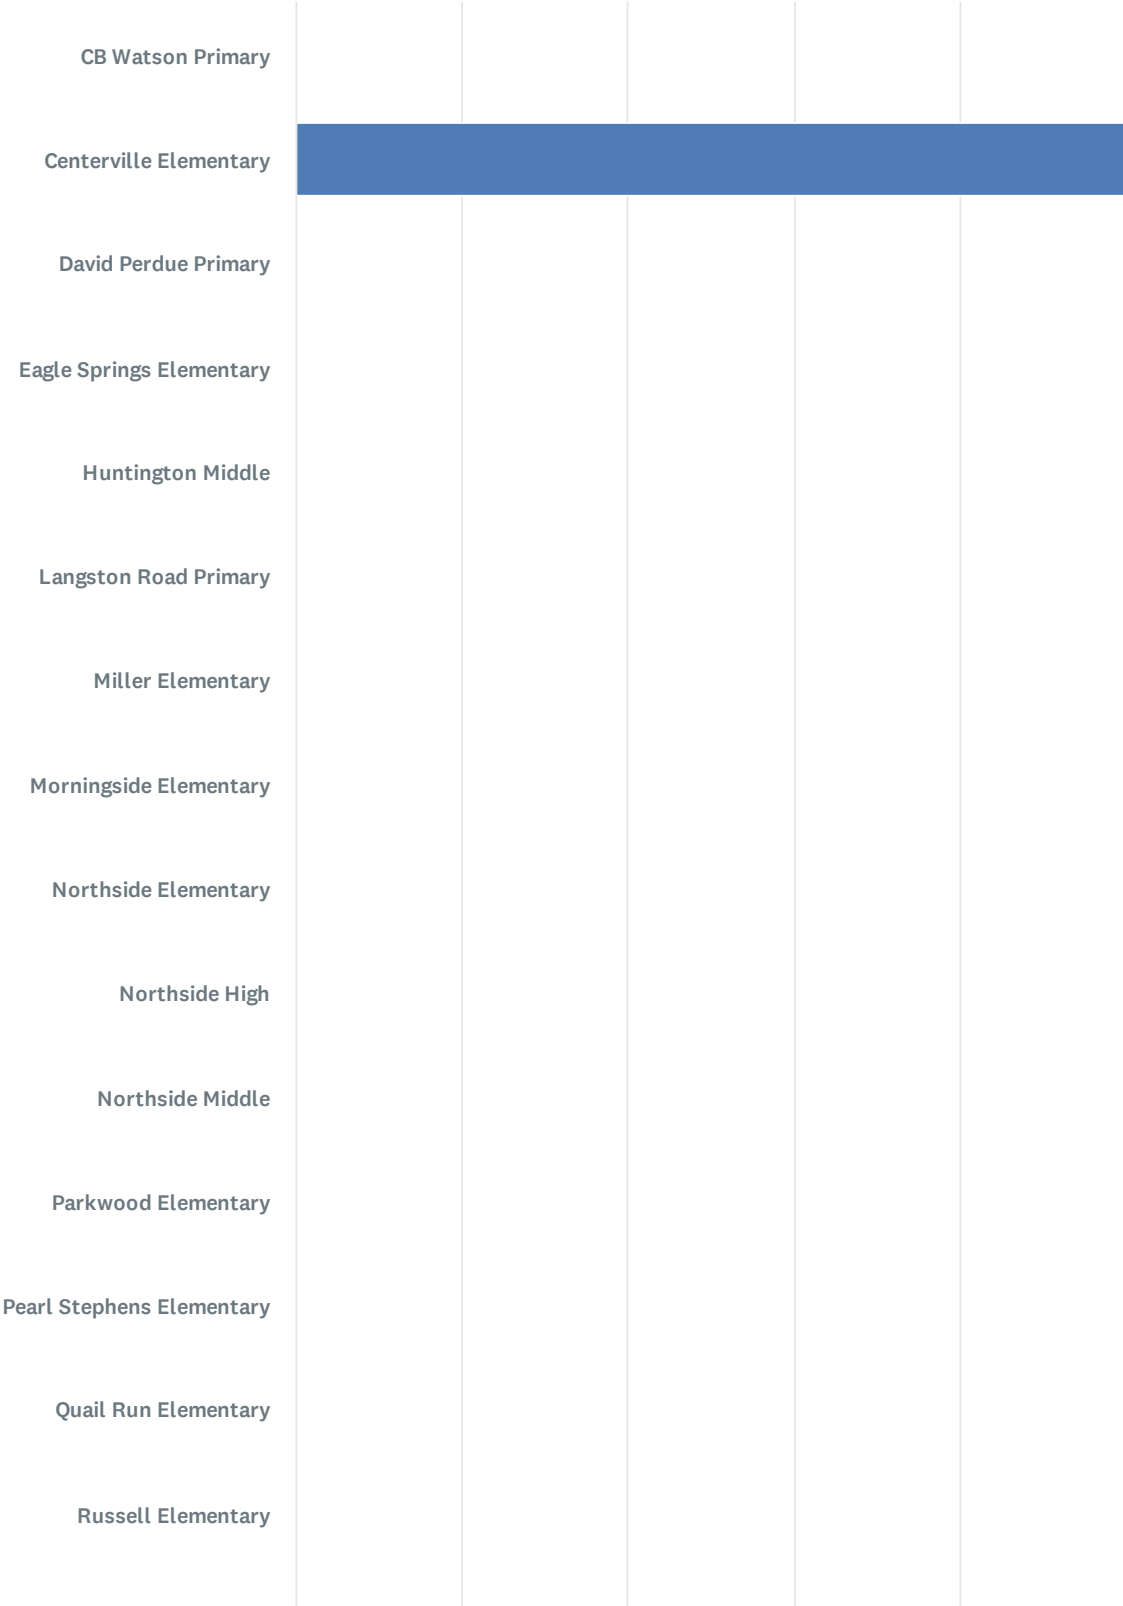 CB Watson Primary
Centerville Elementary
David Perdue Primary
Eagle Springs Elementary
Huntington Middle
Langston Road Primary
Miller Elementary
Morningside Elementary
Northside Elementary
Northside High
Northside Middle
Parkwood Elementary
Pearl Stephens Elementary
Quail Run Elementary
Russell Elementary